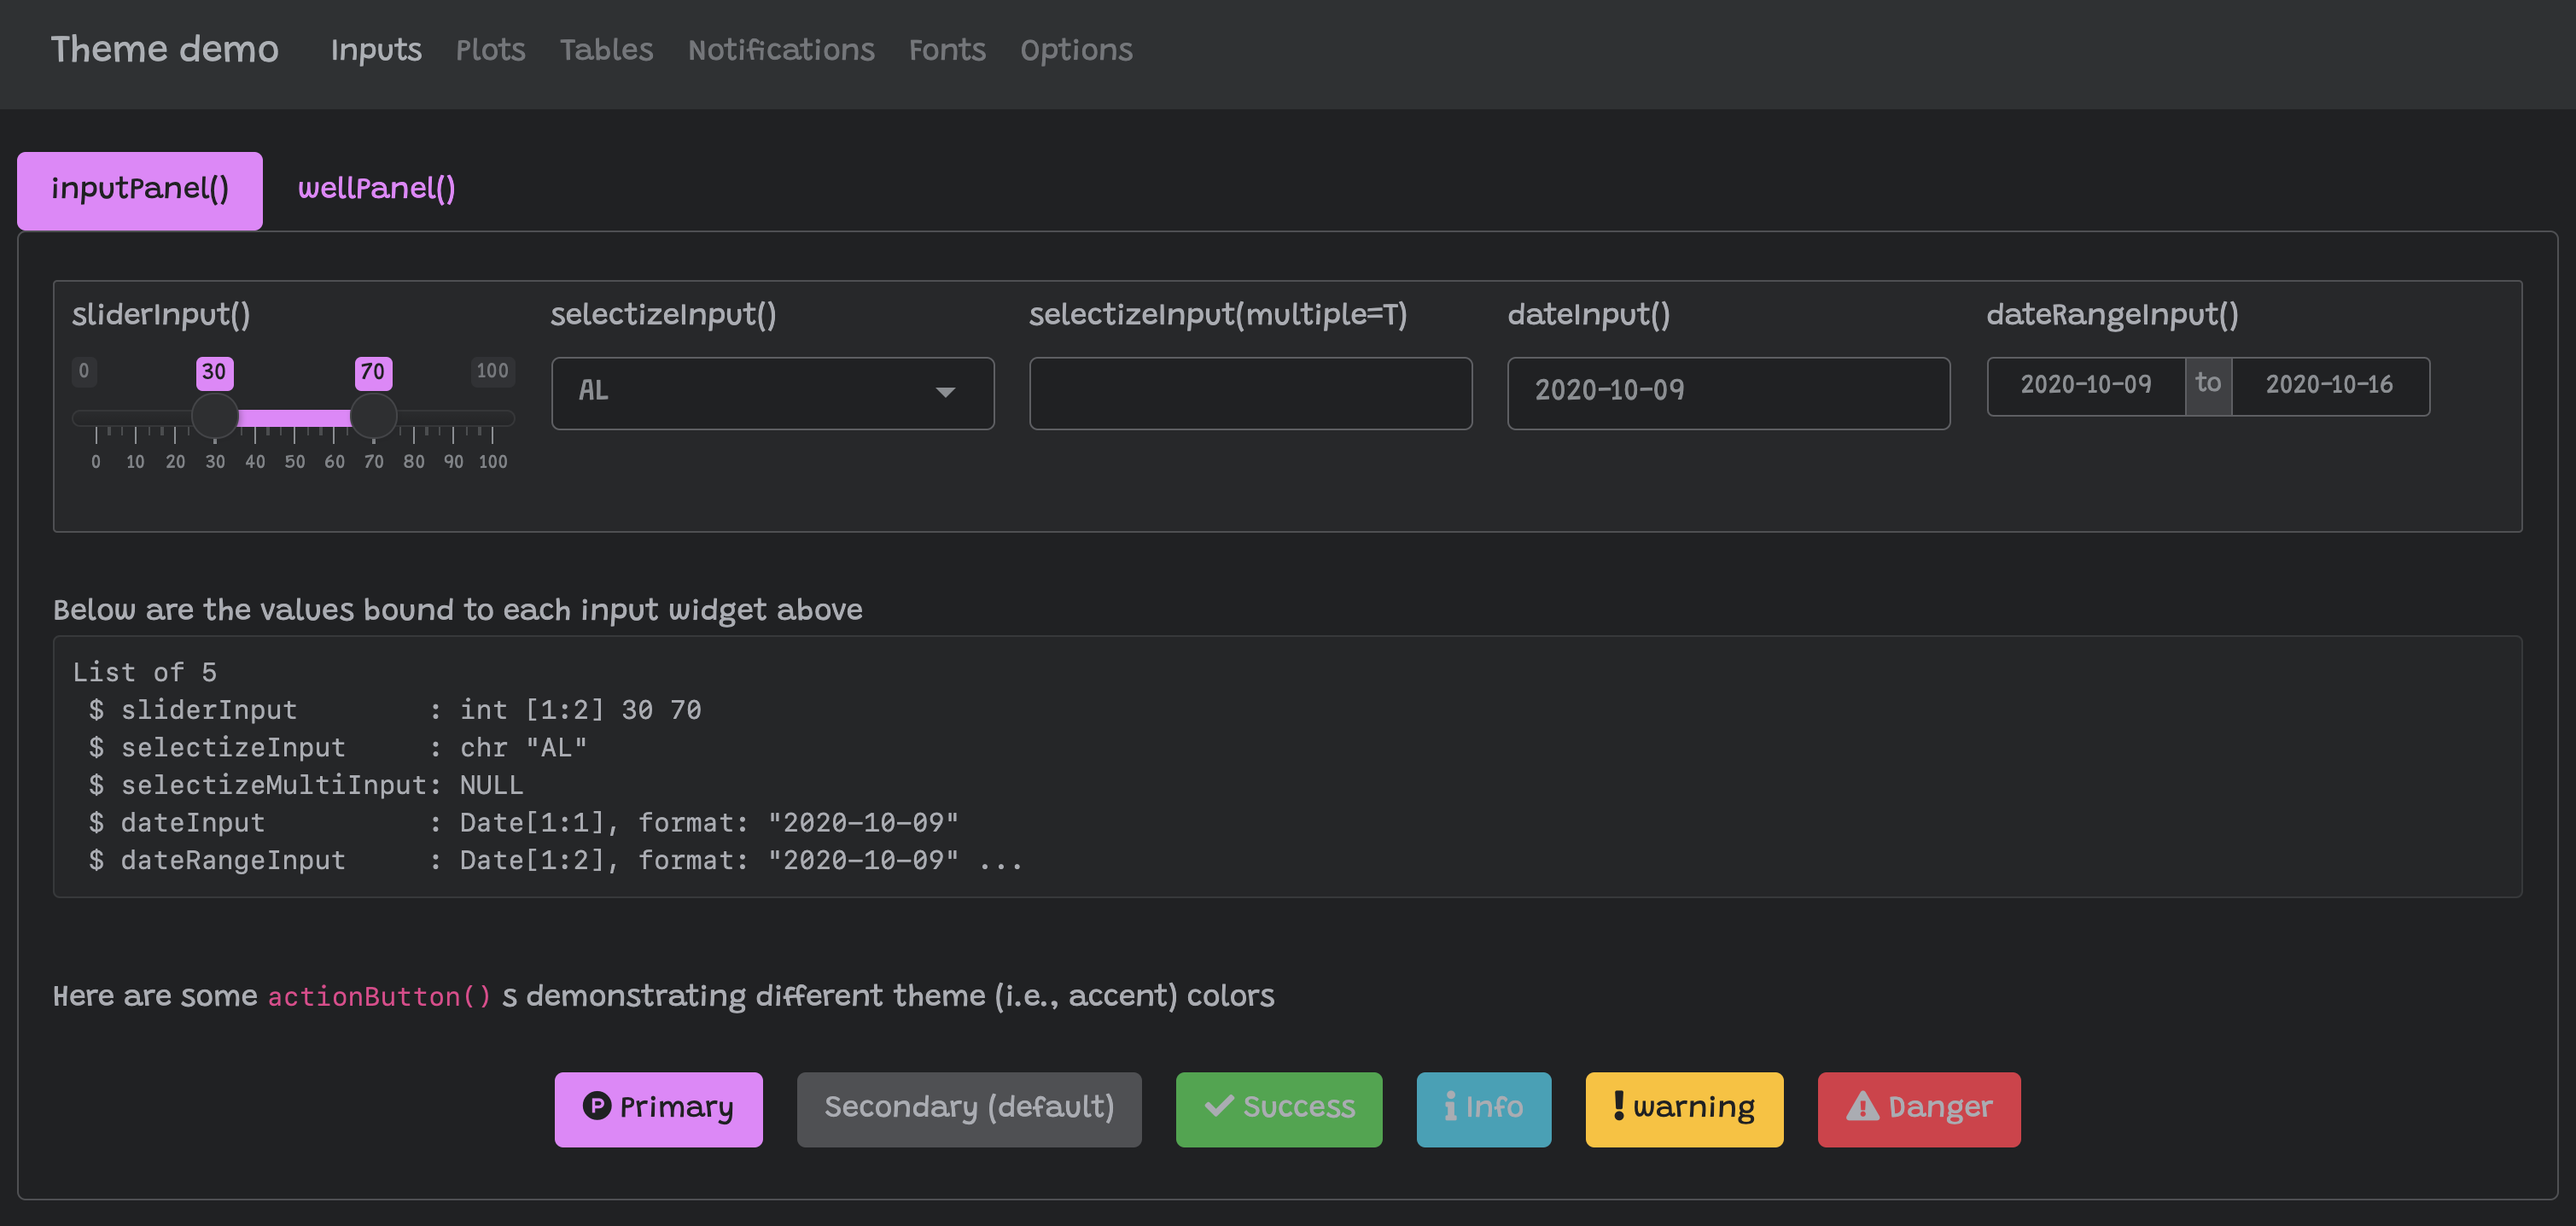 Theme demo Inputs Plots Tables Notifications Fonts Options
inputPanel() wellPanel()
sliderInput() selectizeInput() selectizeInput(multiple=T) dateInput() dateRangeInput()
0 30 70 100
AL 2020-10-09 2020-10-09 to 2020-10-16
0 10 20 30 40 50 60 70 80 90 100
Below are the values bound to each input widget above
List of 5
 $ sliderInput        : int [1:2] 30 70
 $ selectizeInput     : chr "AL"
 $ selectizeMultiInput: NULL
 $ dateInput          : Date[1:1], format: "2020-10-09"
 $ dateRangeInput     : Date[1:2], format: "2020-10-09" ...
Here are some actionButton() s demonstrating different theme (i.e., accent) colors
P Primary Secondary (default) Success Info warning Danger